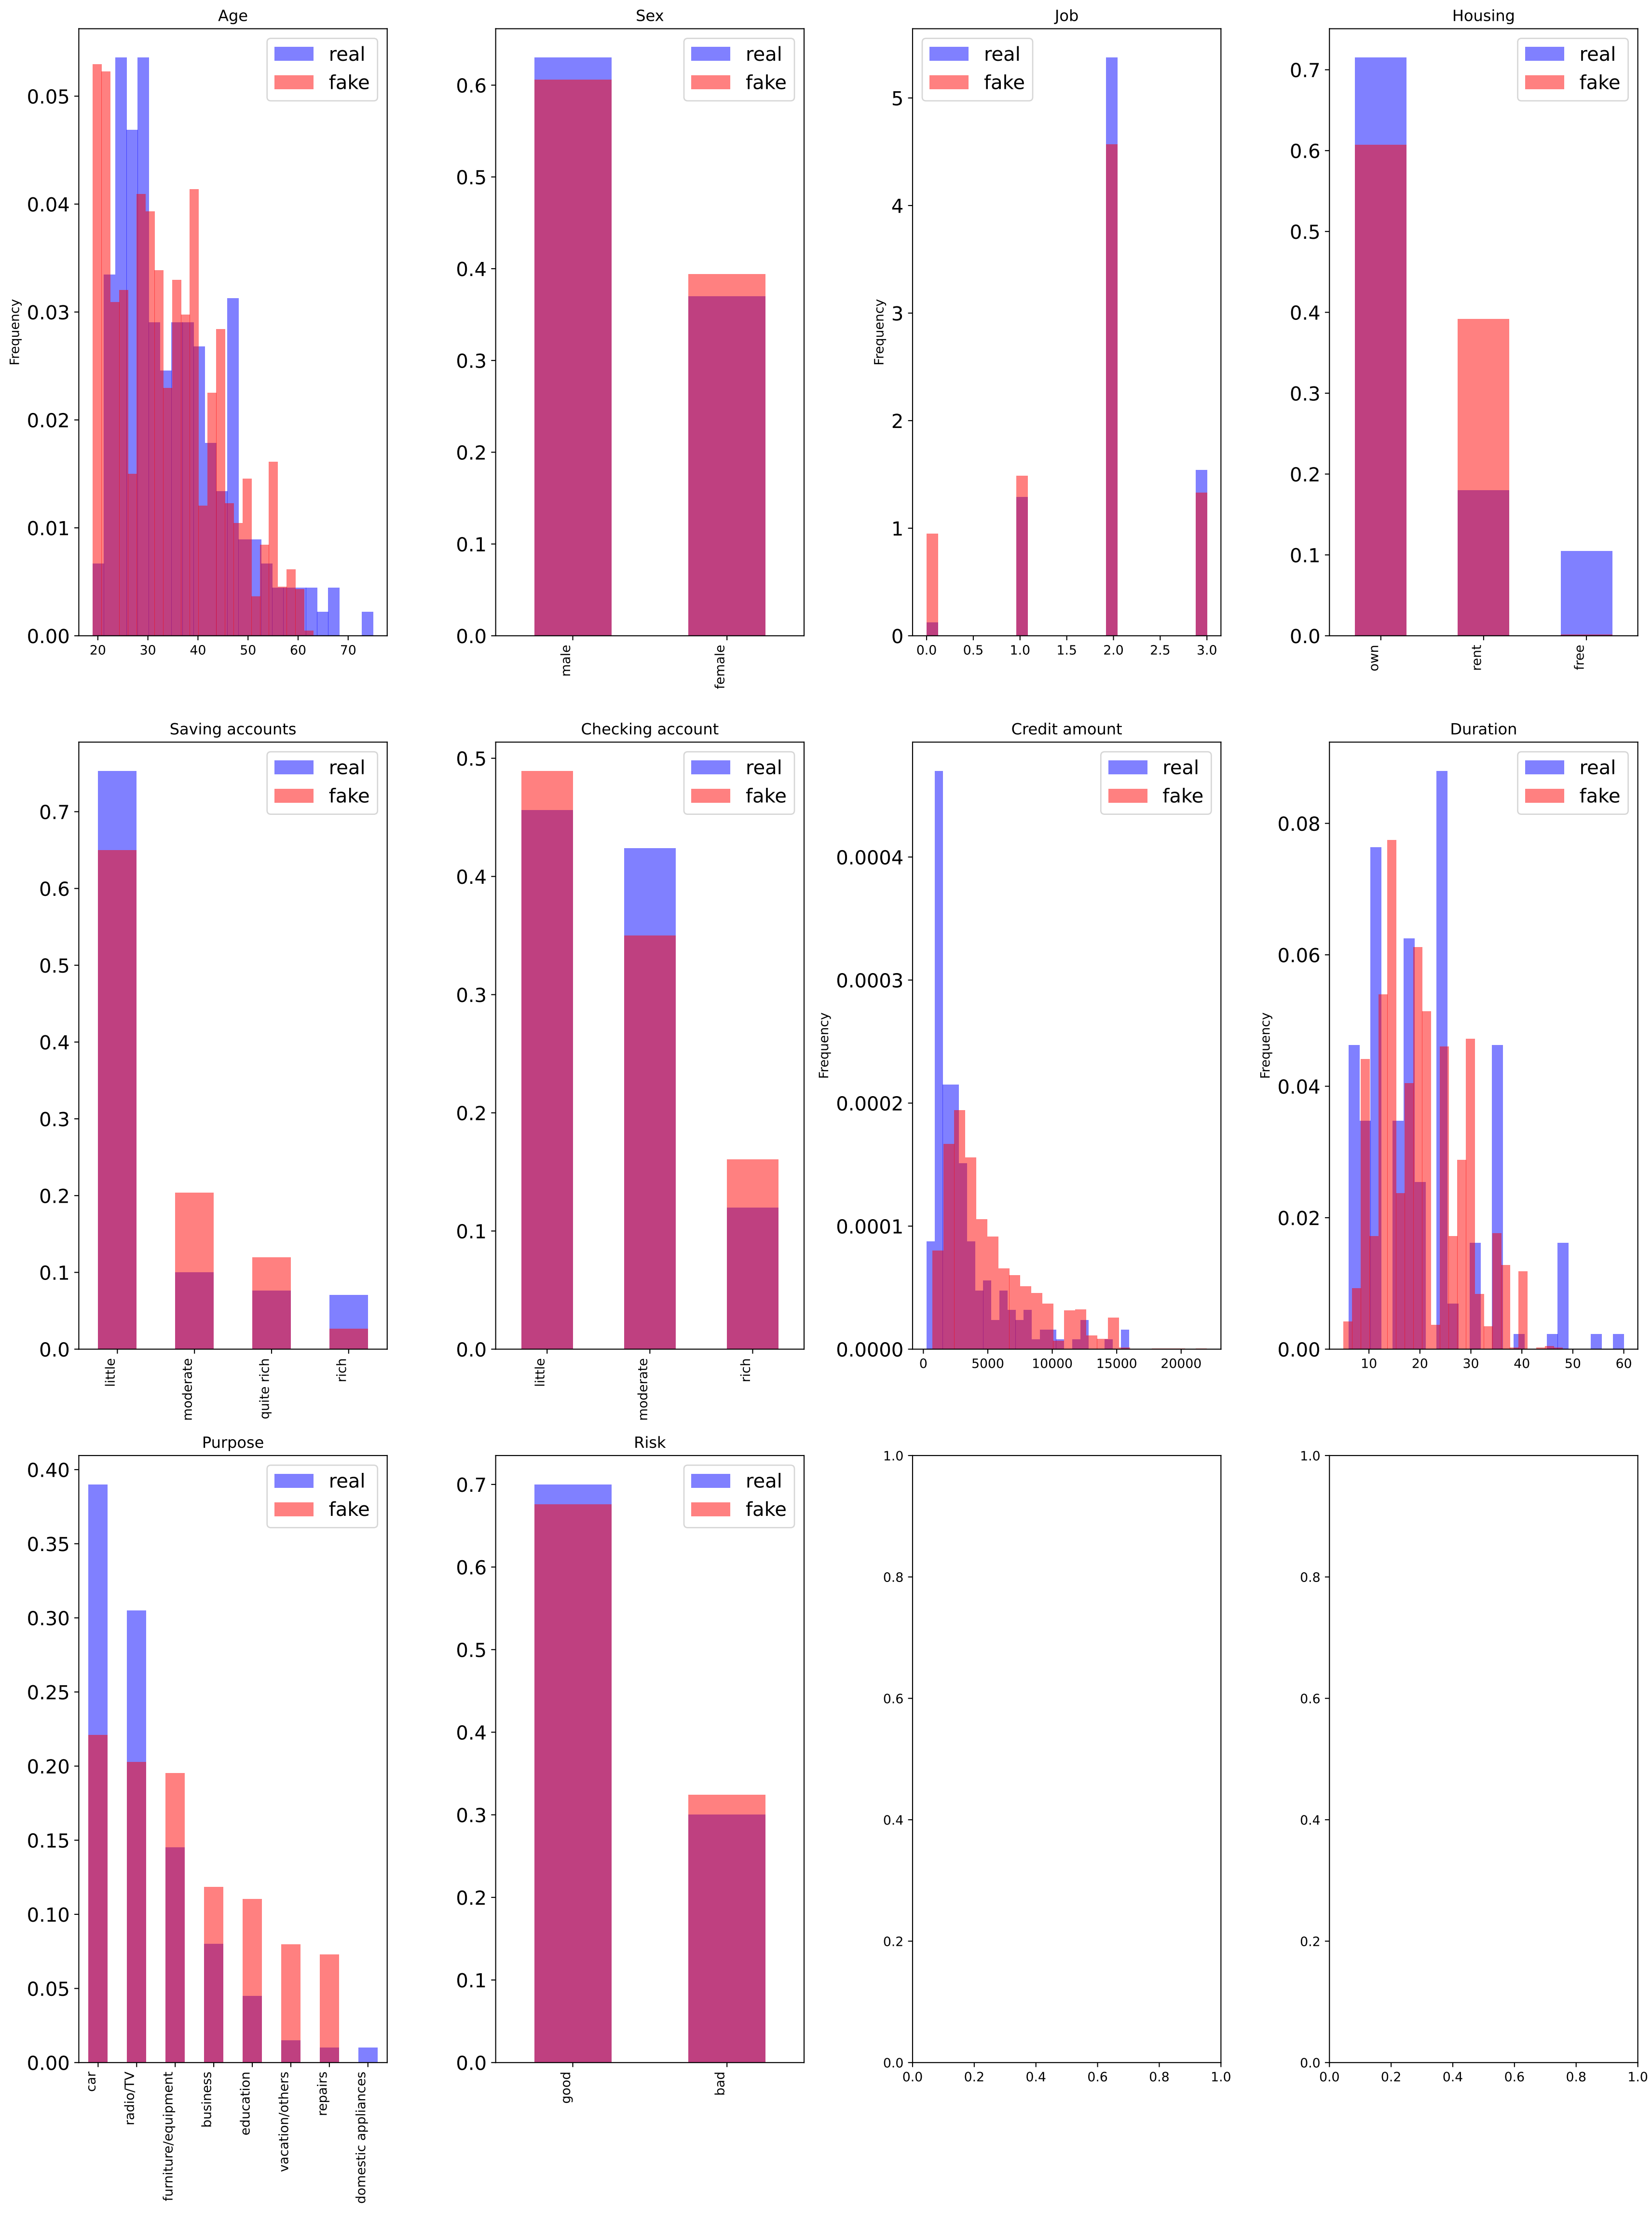 Age
Frequency
0.05
0.04
0.03
0.02
0.01
0.00
20 30 40 50 60 70
real
fake
Sex
0.6
0.5
0.4
0.3
0.2
0.1
0.0
male
female
real
fake
Job
Frequency
5
4
3
2
1
0
0.0 0.5 1.0 1.5 2.0 2.5 3.0
real
fake
Housing
0.7
0.6
0.5
0.4
0.3
0.2
0.1
0.0
own
rent
free
real
fake
Saving accounts
0.7
0.6
0.5
0.4
0.3
0.2
0.1
0.0
little
moderate
quite rich
rich
real
fake
Checking account
0.5
0.4
0.3
0.2
0.1
0.0
little
moderate
rich
real
fake
Credit amount
Frequency
0.0004
0.0003
0.0002
0.0001
0.0000
0 5000 10000 15000 20000
real
fake
Duration
Frequency
0.08
0.06
0.04
0.02
0.00
10 20 30 40 50 60
real
fake
Purpose
0.40
0.35
0.30
0.25
0.20
0.15
0.10
0.05
0.00
car
radio/TV
furniture/equipment
business
education
vacation/others
repairs
domestic appliances
real
fake
Risk
0.7
0.6
0.5
0.4
0.3
0.2
0.1
0.0
good
bad
real
fake
1.0
0.8
0.6
0.4
0.2
0.0
0.0 0.2 0.4 0.6 0.8 1.0
1.0
0.8
0.6
0.4
0.2
0.0
0.0 0.2 0.4 0.6 0.8 1.0